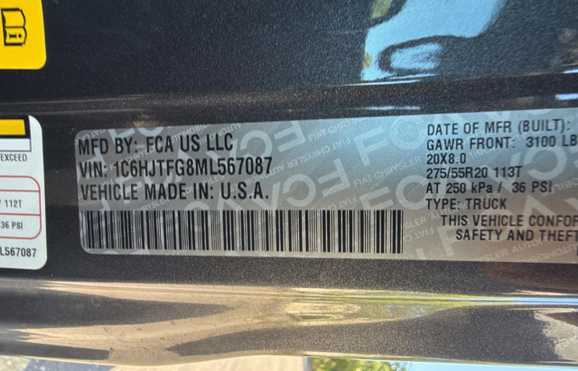 MFD BY: FCA US LLC
VIN: 1C6HJTFG8ML567087
VEHICLE MADE IN: U.S.A.
DATE OF MFR (BUILT):
GAWR FRONT: 3100 LB
20X8.0
275/55R20 113T
AT 250 kPa / 36 PSI
TYPE: TRUCK
THIS VEHICLE CONFOR
SAFETY AND THEFT
EXCEED
112T
36 PSI
L567087